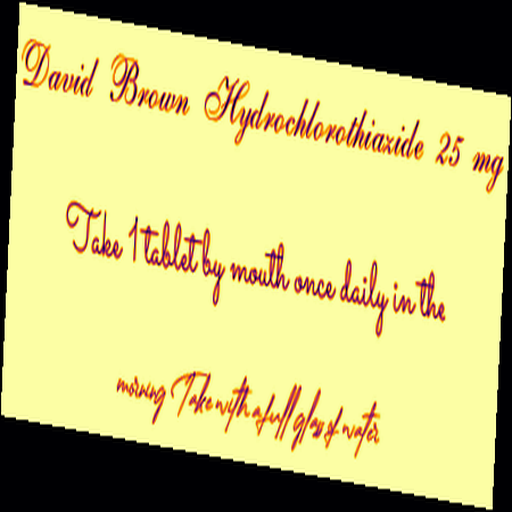 David Brown Hydrochlorothiazide 25 mg
Take 1 tablet by mouth once daily in the
morning Take with a full glass of water